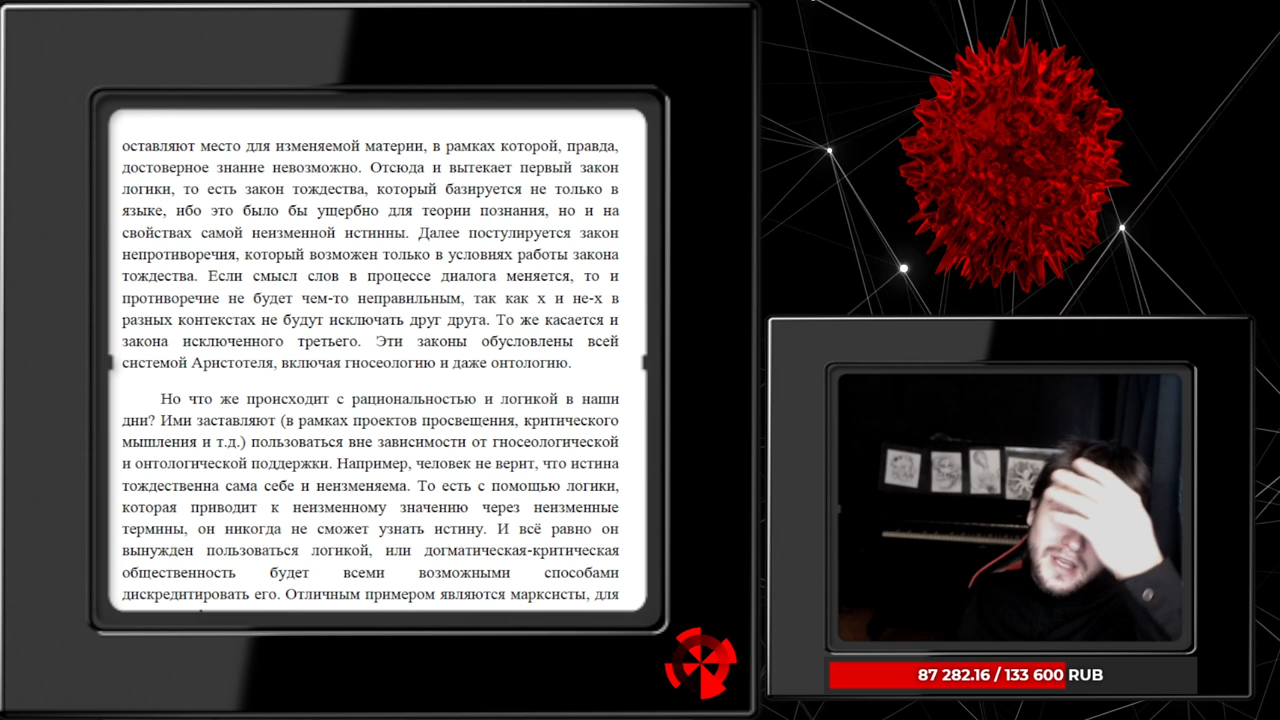 оставляют место для изменяемой материи, в рамках которой, правда,
достоверное знание невозможно. Отсюда и вытекает первый закон
логики, то есть закон тождества, который базируется не только в
языке, ибо это было бы ущербно для теории познания, но и на
свойствах самой неизменной истинны. Далее постулируется закон
непротиворечия, который возможен только в условиях работы закона
тождества. Если смысл слов в процессе диалога меняется, то и
противоречие не будет чем-то неправильным, так как х и не-х в
разных контекстах не будут исключать друг друга. То же касается и
закона исключенного третьего. Эти законы обусловлены всей
системой Аристотеля, включая гносеологию и даже онтологию.
Но что же происходит с рациональностью и логикой в наши
дни? Ими заставляют (в рамках проектов просвещения, критического
мышления и т.д.) пользоваться вне зависимости от гносеологической
и онтологической поддержки. Например, человек не верит, что истина
тождественна сама себе и неизменяема. То есть с помощью логики,
которая приводит к неизменному значению через неизменные
термины, он никогда не сможет узнать истину. И всё равно он
вынужден пользоваться логикой, или догматическая-критическая
общественность будет всеми возможными способами
дискредитировать его. Отличным примером являются марксисты, для
87 282.16 / 133 600 RUB